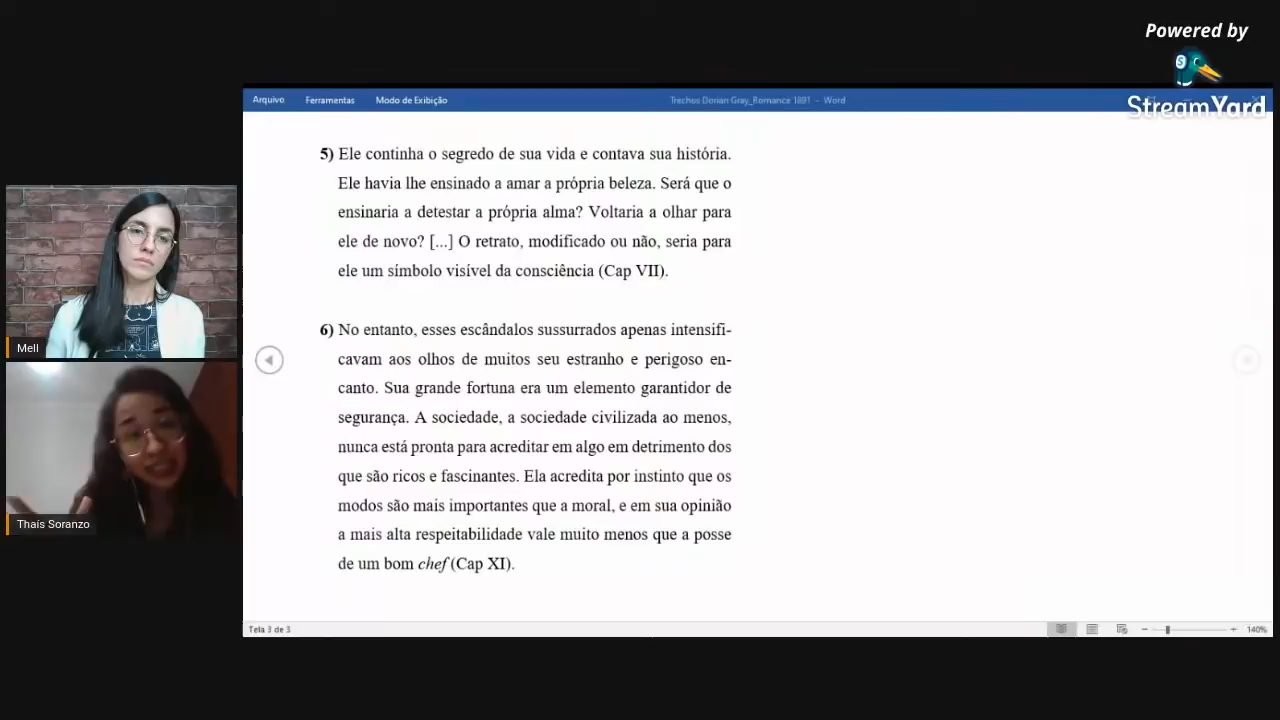 Powered by
StreamYard
Arquivo Ferramentas Modo de Exibição Trechos Dorian Gray_Romance 1891 - Word
5) Ele continha o segredo de sua vida e contava sua história.
Ele havia lhe ensinado a amar a própria beleza. Será que o
ensinaria a detestar a própria alma? Voltaria a olhar para
ele de novo? [...] O retrato, modificado ou não, seria para
ele um símbolo visível da consciência (Cap VII).
6) No entanto, esses escândalos sussurrados apenas intensifi-
cavam aos olhos de muitos seu estranho e perigoso en-
canto. Sua grande fortuna era um elemento garantidor de
segurança. A sociedade, a sociedade civilizada ao menos,
nunca está pronta para acreditar em algo em detrimento dos
que são ricos e fascinantes. Ela acredita por instinto que os
modos são mais importantes que a moral, e em sua opinião
a mais alta respeitabilidade vale muito menos que a posse
de um bom chef (Cap XI).
Mell
Thaís Soranzo
Tela 3 de 3
140%